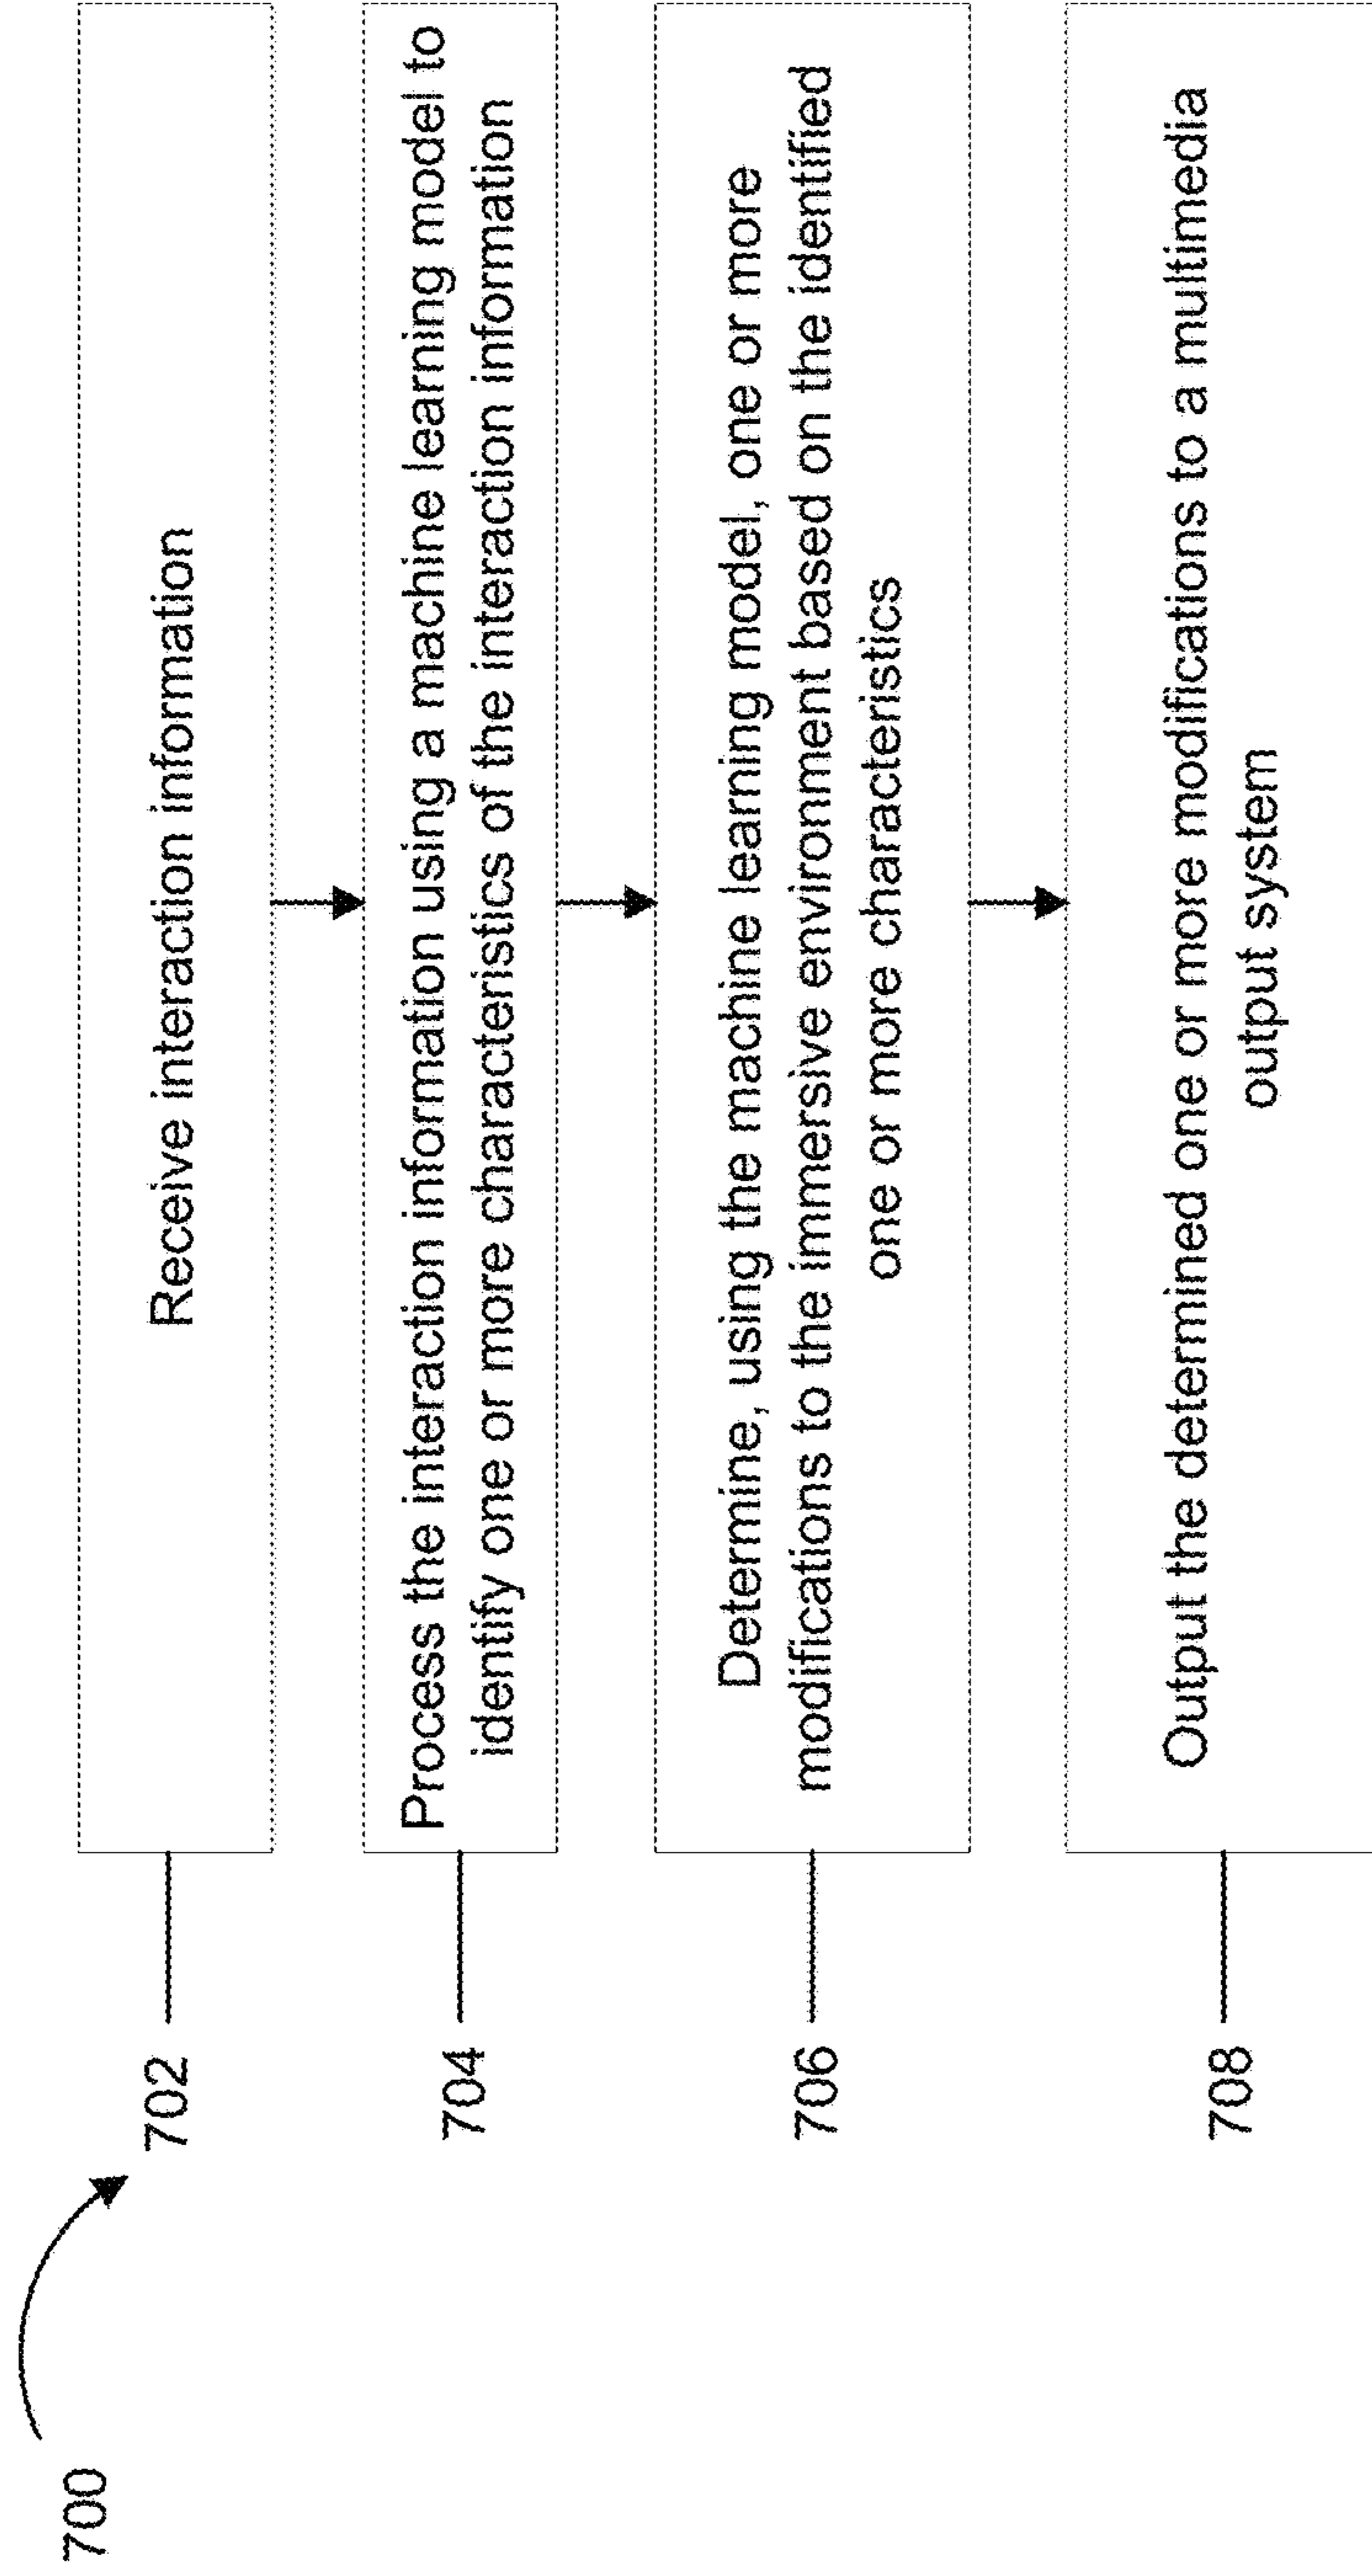 700
702
Receive interaction information
704
Process the interaction information using a machine learning model to
identify one or more characteristics of the interaction information
706
Determine, using the machine learning model, one or more
modifications to the immersive environment based on the identified
one or more characteristics
708
Output the determined one or more modifications to a multimedia
output system